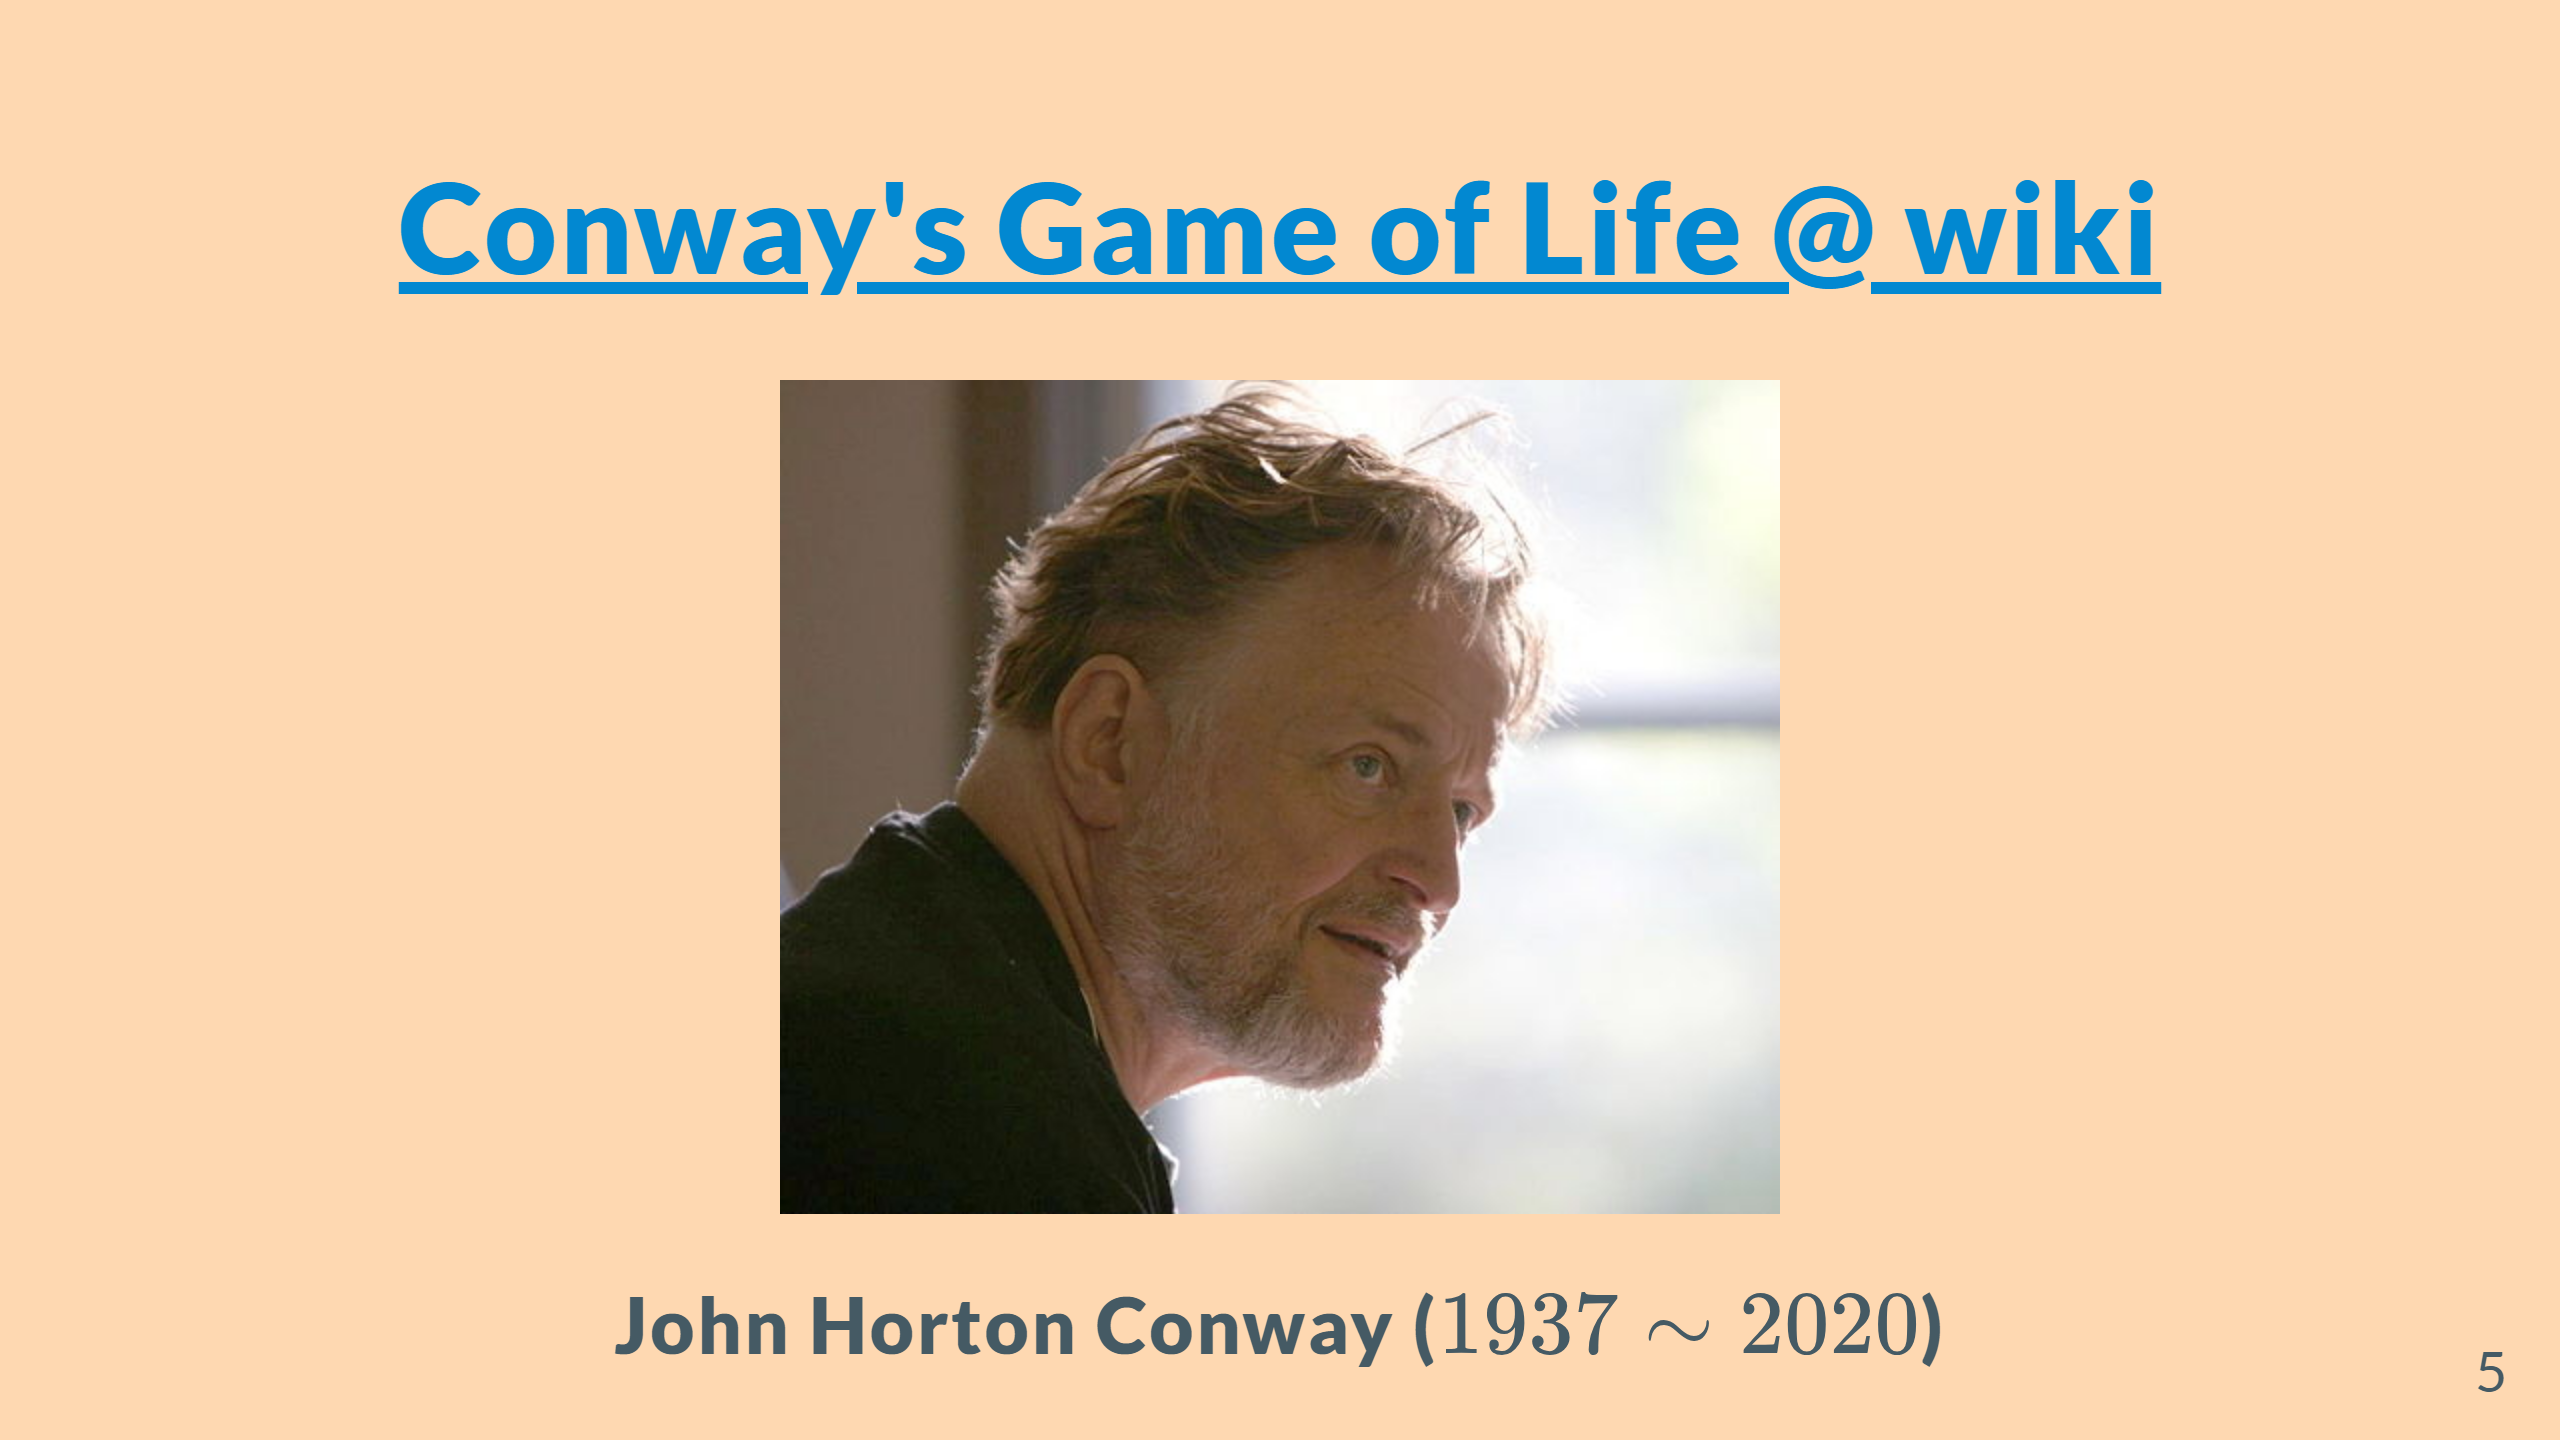 Conway's Game of Life @ wiki
John Horton Conway (1937 ∼ 2020)
5